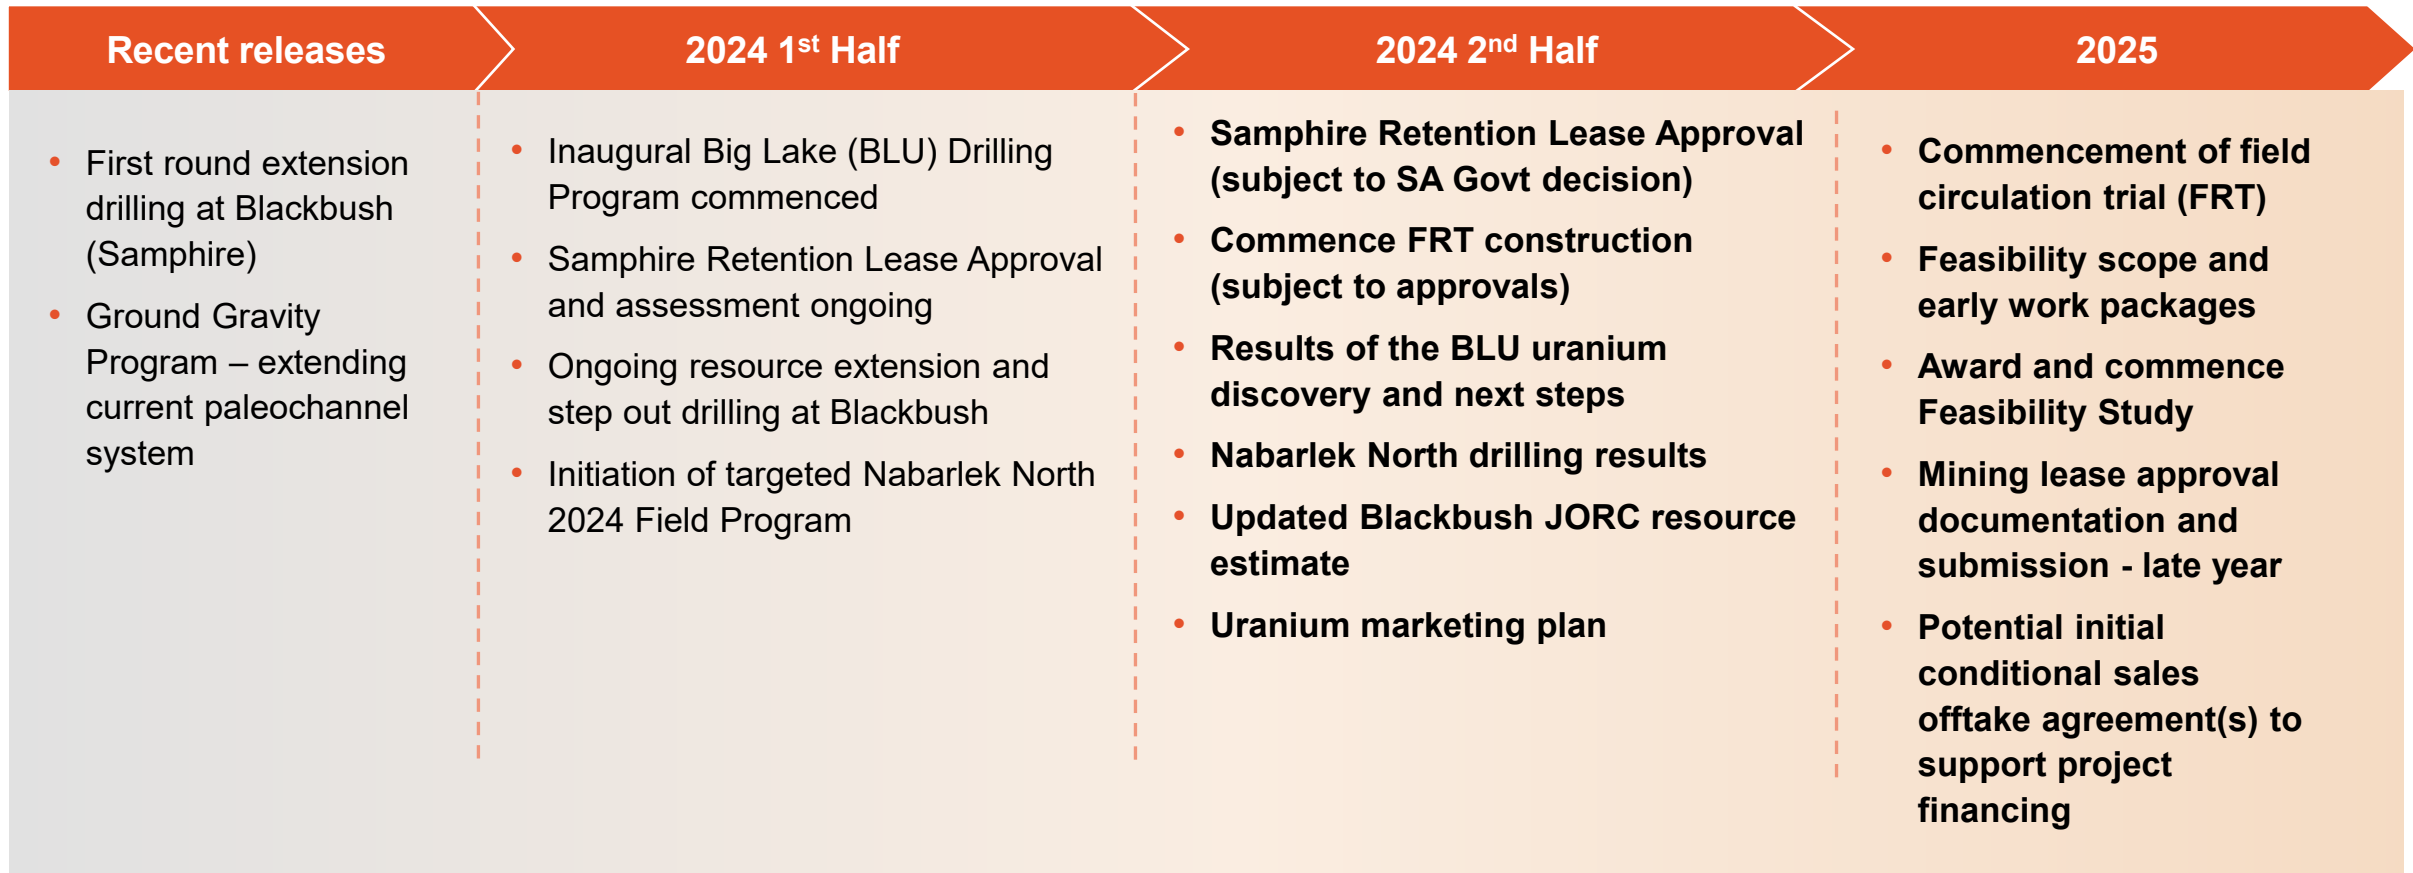 Recent releases
2024 1st Half
2024 2nd Half
2025
• First round extension
drilling at Blackbush
(Samphire)
• Ground Gravity
Program – extending
current paleochannel
system
• Inaugural Big Lake (BLU) Drilling
Program commenced
• Samphire Retention Lease Approval
and assessment ongoing
• Ongoing resource extension and
step out drilling at Blackbush
• Initiation of targeted Nabarlek North
2024 Field Program
• Samphire Retention Lease Approval
(subject to SA Govt decision)
• Commence FRT construction
(subject to approvals)
• Results of the BLU uranium
discovery and next steps
• Nabarlek North drilling results
• Updated Blackbush JORC resource
estimate
• Uranium marketing plan
• Commencement of field
circulation trial (FRT)
• Feasibility scope and
early work packages
• Award and commence
Feasibility Study
• Mining lease approval
documentation and
submission - late year
• Potential initial
conditional sales
offtake agreement(s) to
support project
financing